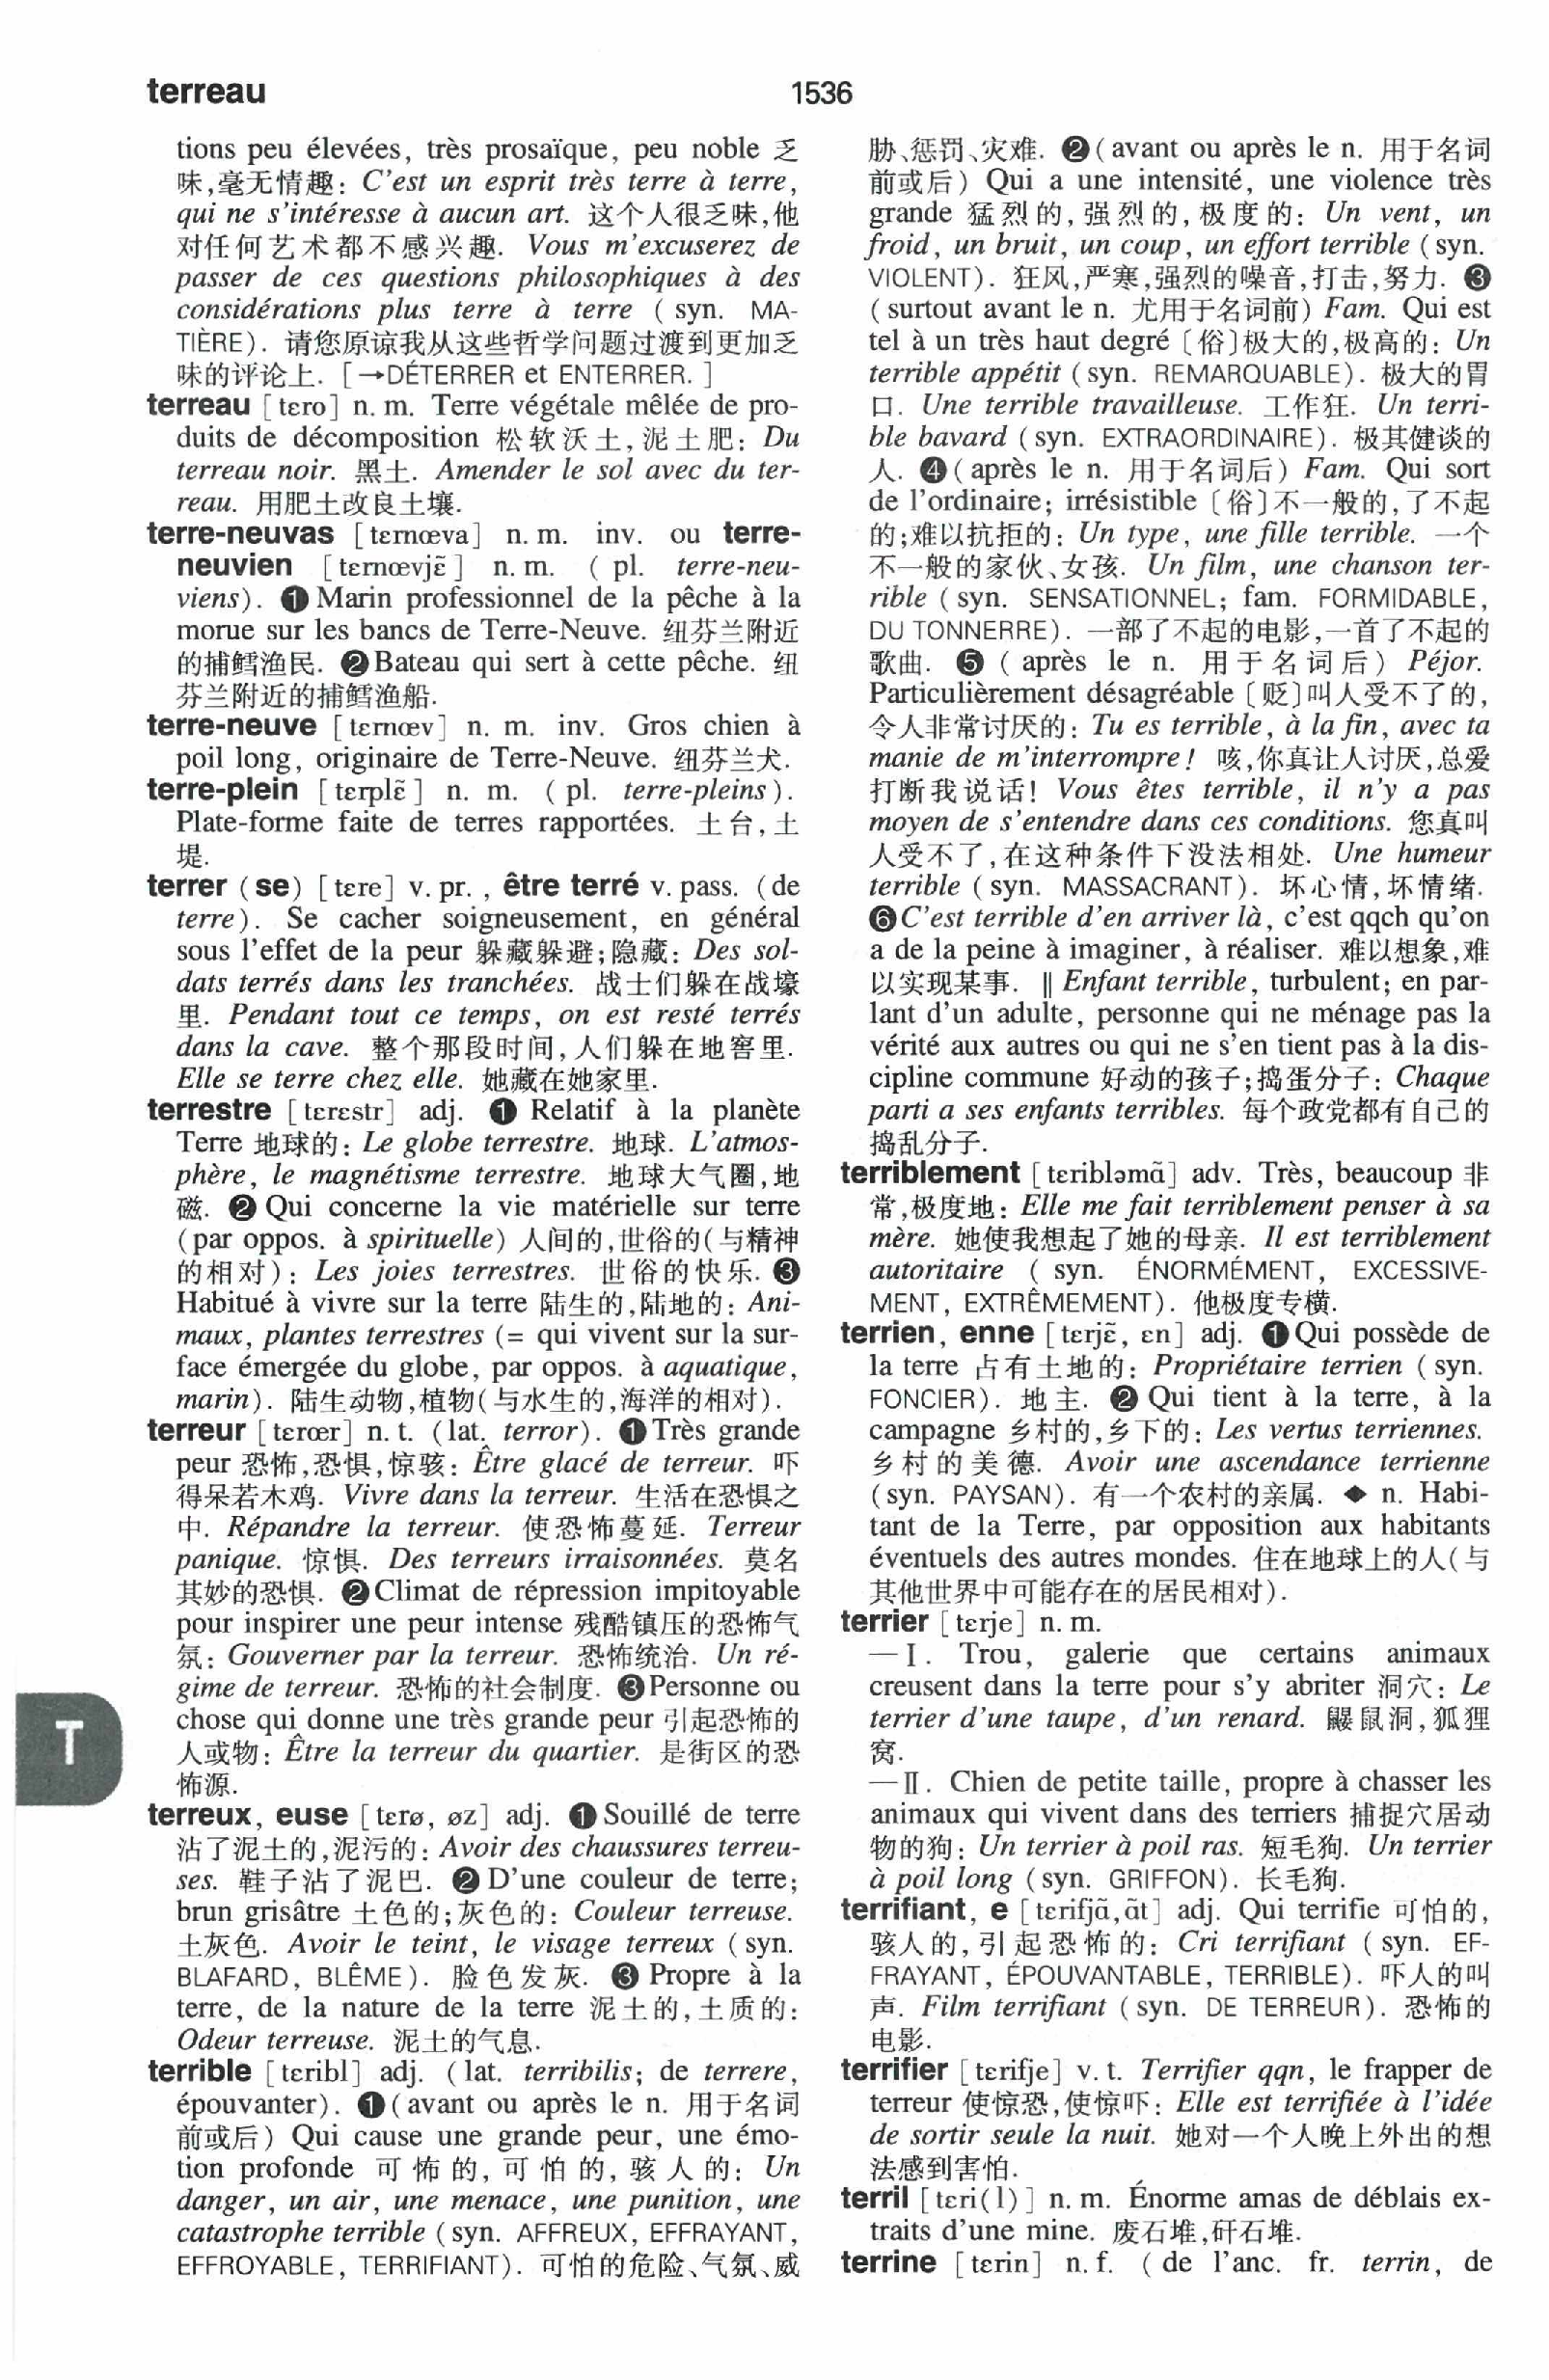 terreau
1536
tions peu élevées, très prosaïque, peu noble 乏
味,毫无情趣: C'est un esprit très terre à terre,
qui ne s'intéresse à aucun art. 这个人很乏味,他
对任何艺术都不感兴趣. Vous m'excuserez de
passer de ces questions philosophiques à des
considérations plus terre à terre ( syn. MA-
TIÈRE). 请您原谅我从这些哲学问题过渡到更加乏
味的评论上. [→DÉTERRER et ENTERRER. ]
terreau [tɛro] n. m. Terre végétale mêlée de pro-
duits de décomposition 松软沃土,泥土肥: Du
terreau noir. 黑土. Amender le sol avec du ter-
reau. 用肥土改良土壤.
terre-neuvas [tɛrnœva] n. m. inv. ou terre-
neuvien [tɛrnœvjɛ̃] n. m. ( pl. terre-neu-
viens). ❶ Marin professionnel de la pêche à la
morue sur les bancs de Terre-Neuve. 纽芬兰附近
的捕鳕渔民. ❷Bateau qui sert à cette pêche. 纽
芬兰附近的捕鳕渔船.
terre-neuve [tɛrnœv] n. m. inv. Gros chien à
poil long, originaire de Terre-Neuve. 纽芬兰犬.
terre-plein [tɛrplɛ̃] n. m. ( pl. terre-pleins).
Plate-forme faite de terres rapportées. 土台,土
堤.
terrer (se) [tɛre] v. pr. , être terré v. pass. (de
terre). Se cacher soigneusement, en général
sous l'effet de la peur 躲藏躲避;隐藏: Des sol-
dats terrés dans les tranchées. 战士们躲在战壕
里. Pendant tout ce temps, on est resté terrés
dans la cave. 整个那段时间,人们躲在地窖里.
Elle se terre chez elle. 她藏在她家里.
terrestre [tɛrɛstr] adj. ❶ Relatif à la planète
Terre 地球的: Le globe terrestre. 地球. L'atmos-
phère, le magnétisme terrestre. 地球大气圈,地
磁. ❷ Qui concerne la vie matérielle sur terre
(par oppos. à spirituelle) 人间的,世俗的(与精神
的相对): Les joies terrestres. 世俗的快乐. ❸
Habitué à vivre sur la terre 陆生的,陆地的: Ani-
maux, plantes terrestres (= qui vivent sur la sur-
face émergée du globe, par oppos. à aquatique,
marin). 陆生动物,植物(与水生的,海洋的相对).
terreur [tɛrœr] n. t. (lat. terror). ❶Très grande
peur 恐怖,恐惧,惊骇: Être glacé de terreur. 吓
得呆若木鸡. Vivre dans la terreur. 生活在恐惧之
中. Répandre la terreur. 使恐怖蔓延. Terreur
panique. 惊惧. Des terreurs irraisonnées. 莫名
其妙的恐惧. ❷Climat de répression impitoyable
pour inspirer une peur intense 残酷镇压的恐怖气
氛: Gouverner par la terreur. 恐怖统治. Un ré-
gime de terreur. 恐怖的社会制度. ❸Personne ou
chose qui donne une très grande peur 引起恐怖的
人或物: Être la terreur du quartier. 是街区的恐
怖源.
terreux, euse [tɛrø, øz] adj. ❶Souillé de terre
沾了泥土的,泥污的: Avoir des chaussures terreu-
ses. 鞋子沾了泥巴. ❷ D'une couleur de terre;
brun grisâtre 土色的;灰色的: Couleur terreuse.
土灰色. Avoir le teint, le visage terreux (syn.
BLAFARD, BLÊME). 脸色发灰. ❸ Propre à la
terre, de la nature de la terre 泥土的,土质的:
Odeur terreuse. 泥土的气息.
terrible [tɛribl] adj. (lat. terribilis; de terrere,
épouvanter). ❶(avant ou après le n. 用于名词
前或后) Qui cause une grande peur, une émo-
tion profonde 可怖的,可怕的,骇人的: Un
danger, un air, une menace, une punition, une
catastrophe terrible (syn. AFFREUX, EFFRAYANT,
EFFROYABLE, TERRIFIANT). 可怕的危险、气氛、威
胁、惩罚、灾难. ❷(avant ou après le n. 用于名词
前或后) Qui a une intensité, une violence très
grande 猛烈的,强烈的,极度的: Un vent, un
froid, un bruit, un coup, un effort terrible (syn.
VIOLENT). 狂风,严寒,强烈的噪音,打击,努力. ❸
(surtout avant le n. 尤用于名词前) Fam. Qui est
tel à un très haut degré〔俗〕极大的,极高的: Un
terrible appétit (syn. REMARQUABLE). 极大的胃
口. Une terrible travailleuse. 工作狂. Un terri-
ble bavard (syn. EXTRAORDINAIRE). 极其健谈的
人. ❹(après le n. 用于名词后) Fam. Qui sort
de l'ordinaire; irrésistible〔俗〕不一般的,了不起
的;难以抗拒的: Un type, une fille terrible. 一个
不一般的家伙、女孩. Un film, une chanson ter-
rible (syn. SENSATIONNEL; fam. FORMIDABLE,
DU TONNERRE). 一部了不起的电影,一首了不起的
歌曲. ❺ ( après le n. 用于名词后) Péjor.
Particulièrement désagréable〔贬〕叫人受不了的,
令人非常讨厌的: Tu es terrible, à la fin, avec ta
manie de m'interrompre! 咳,你真让人讨厌,总爱
打断我说话! Vous êtes terrible, il n'y a pas
moyen de s'entendre dans ces conditions. 您真叫
人受不了,在这种条件下没法相处. Une humeur
terrible (syn. MASSACRANT). 坏心情,坏情绪.
❻C'est terrible d'en arriver là, c'est qqch qu'on
a de la peine à imaginer, à réaliser. 难以想象,难
以实现某事. ‖ Enfant terrible, turbulent; en par-
lant d'un adulte, personne qui ne ménage pas la
vérité aux autres ou qui ne s'en tient pas à la dis-
cipline commune 好动的孩子;捣蛋分子: Chaque
parti a ses enfants terribles. 每个政党都有自己的
捣乱分子.
terriblement [tɛribləmɑ̃] adv. Très, beaucoup 非
常,极度地: Elle me fait terriblement penser à sa
mère. 她使我想起了她的母亲. Il est terriblement
autoritaire ( syn. ÉNORMÉMENT, EXCESSIVE-
MENT, EXTRÊMEMENT). 他极度专横.
terrien, enne [tɛrjɛ̃, ɛn] adj. ❶Qui possède de
la terre 占有土地的: Propriétaire terrien (syn.
FONCIER). 地主. ❷ Qui tient à la terre, à la
campagne 乡村的,乡下的: Les vertus terriennes.
乡村的美德. Avoir une ascendance terrienne
(syn. PAYSAN). 有一个农村的亲属. ◆ n. Habi-
tant de la Terre, par opposition aux habitants
éventuels des autres mondes. 住在地球上的人(与
其他世界中可能存在的居民相对).
terrier [tɛrje] n. m.
—Ⅰ. Trou, galerie que certains animaux
creusent dans la terre pour s'y abriter 洞穴: Le
terrier d'une taupe, d'un renard. 鼹鼠洞,狐狸
窝.
—Ⅱ. Chien de petite taille, propre à chasser les
animaux qui vivent dans des terriers 捕捉穴居动
物的狗: Un terrier à poil ras. 短毛狗. Un terrier
à poil long (syn. GRIFFON). 长毛狗.
terrifiant, e [tɛrifjɑ̃,ɑ̃t] adj. Qui terrifie 可怕的,
骇人的,引起恐怖的: Cri terrifiant ( syn. EF-
FRAYANT, ÉPOUVANTABLE, TERRIBLE). 吓人的叫
声. Film terrifiant (syn. DE TERREUR). 恐怖的
电影.
terrifier [tɛrifje] v. t. Terrifier qqn, le frapper de
terreur 使惊恐,使惊吓: Elle est terrifiée à l'idée
de sortir seule la nuit. 她对一个人晚上外出的想
法感到害怕.
terril [tɛri(l)] n. m. Énorme amas de déblais ex-
traits d'une mine. 废石堆,矸石堆.
terrine [tɛrin] n. f. ( de l'anc. fr. terrin, de
T